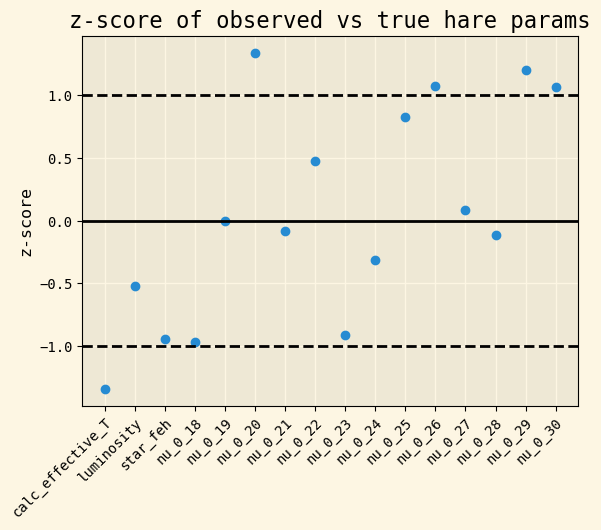 z-score of observed vs true hare params
z-score
1.0
0.5
0.0
−0.5
−1.0
calc_effective_T
luminosity
star_feh
nu_0_18
nu_0_19
nu_0_20
nu_0_21
nu_0_22
nu_0_23
nu_0_24
nu_0_25
nu_0_26
nu_0_27
nu_0_28
nu_0_29
nu_0_30